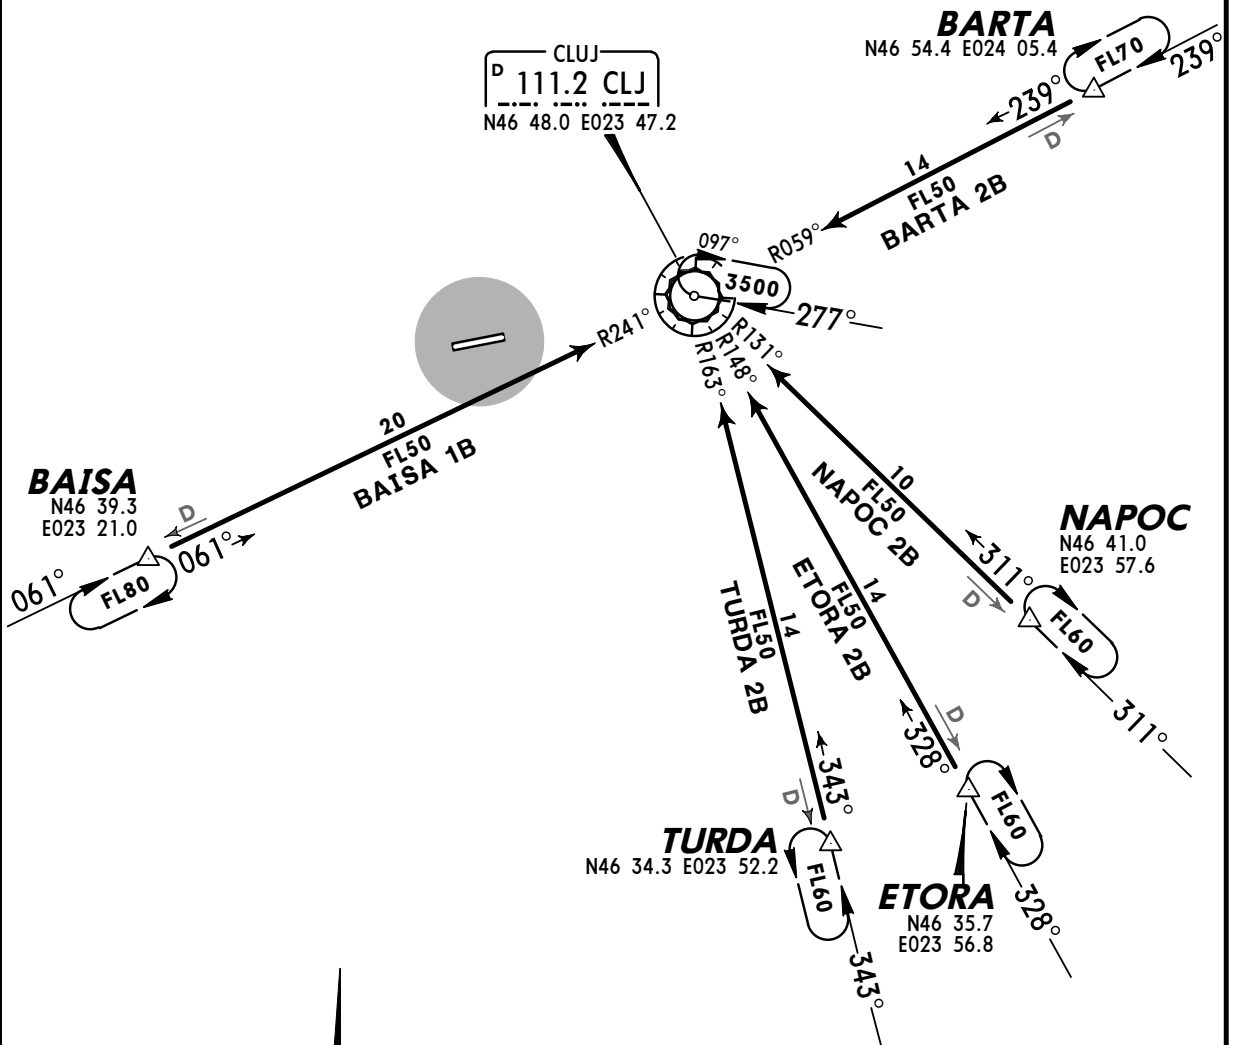 BARTA
N46 54.4 E024 05.4
FL70
239°
239°
D
14
FL50
BARTA 2B
R059°
CLUJ
D 111.2 CLJ
N46 48.0 E023 47.2
097°
3500
277°
R241°
R131°
R148°
R163°
20
FL50
BAISA 1B
BAISA
N46 39.3
E023 21.0
D
061°
061°
FL80
10
FL50
NAPOC 2B
NAPOC
N46 41.0
E023 57.6
311°
D
FL60
311°
14
FL50
ETORA 2B
328°
D
FL60
ETORA
N46 35.7
E023 56.8
328°
14
FL50
TURDA 2B
343°
D
TURDA
N46 34.3 E023 52.2
FL60
343°